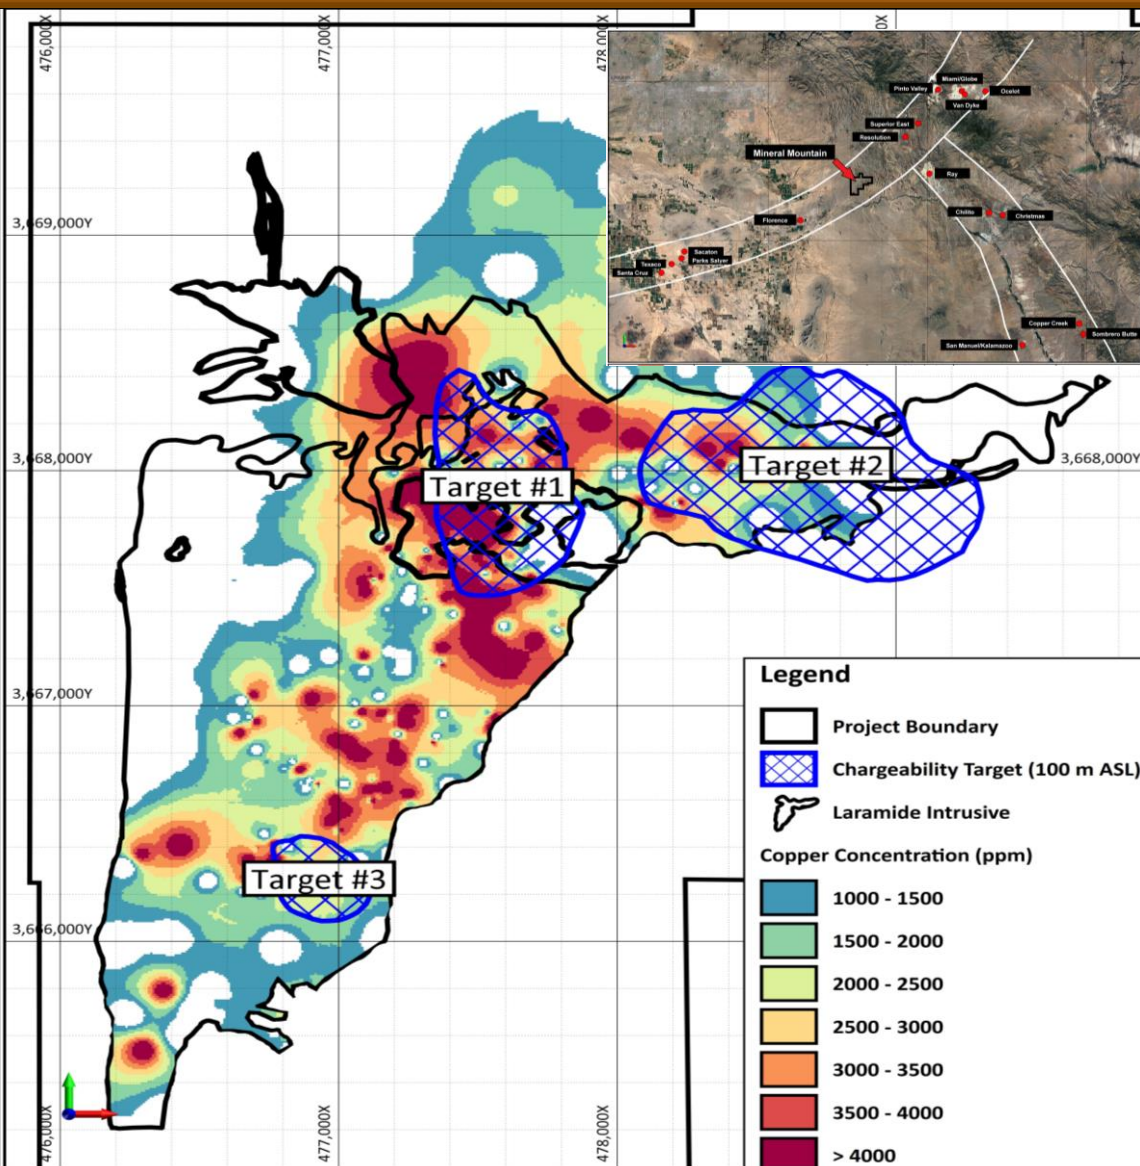 476,000X
477,000X
478,000X
0X
Miami/Globe
Pinto Valley
Ocelot
Van Dyke
Superior East
Resolution
Mineral Mountain
Ray
Chilito
Christmas
Florence
Sacaton
Parks Salyer
Texaco
Santa Cruz
Copper Creek
Sombrero Butte
San Manuel/Kalamazoo
3,669,000Y
3,668,000Y
3,668,000Y
Target #1
Target #2
3,667,000Y
Target #3
3,666,000Y
476,000X
477,000X
478,000X
Legend
Project Boundary
Chargeability Target (100 m ASL)
Laramide Intrusive
Copper Concentration (ppm)
1000 - 1500
1500 - 2000
2000 - 2500
2500 - 3000
3000 - 3500
3500 - 4000
> 4000